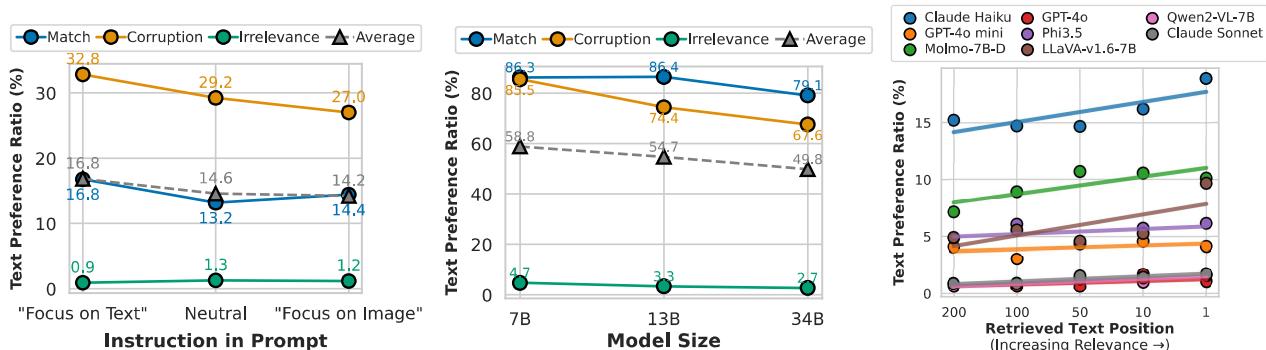 Match Corruption Irrelevance Average
Text Preference Ratio (%)
30
20
10
0
32.8
29.2
27.0
16.8
14.6
14.2
16.8
13.2
14.4
0.9
1.3
1.2
"Focus on Text" Neutral "Focus on Image"
Instruction in Prompt
Match Corruption Irrelevance Average
Text Preference Ratio (%)
80
60
40
20
0
86.3
86.4
79.1
85.5
74.4
67.6
58.8
54.7
49.8
4.7
3.3
2.7
7B 13B 34B
Model Size
Claude Haiku GPT-4o Qwen2-VL-7B
GPT-4o mini Phi3.5 Claude Sonnet
Molmo-7B-D LLaVA-v1.6-7B
Text Preference Ratio (%)
15
10
5
0
200 100 50 10 1
Retrieved Text Position
(Increasing Relevance →)